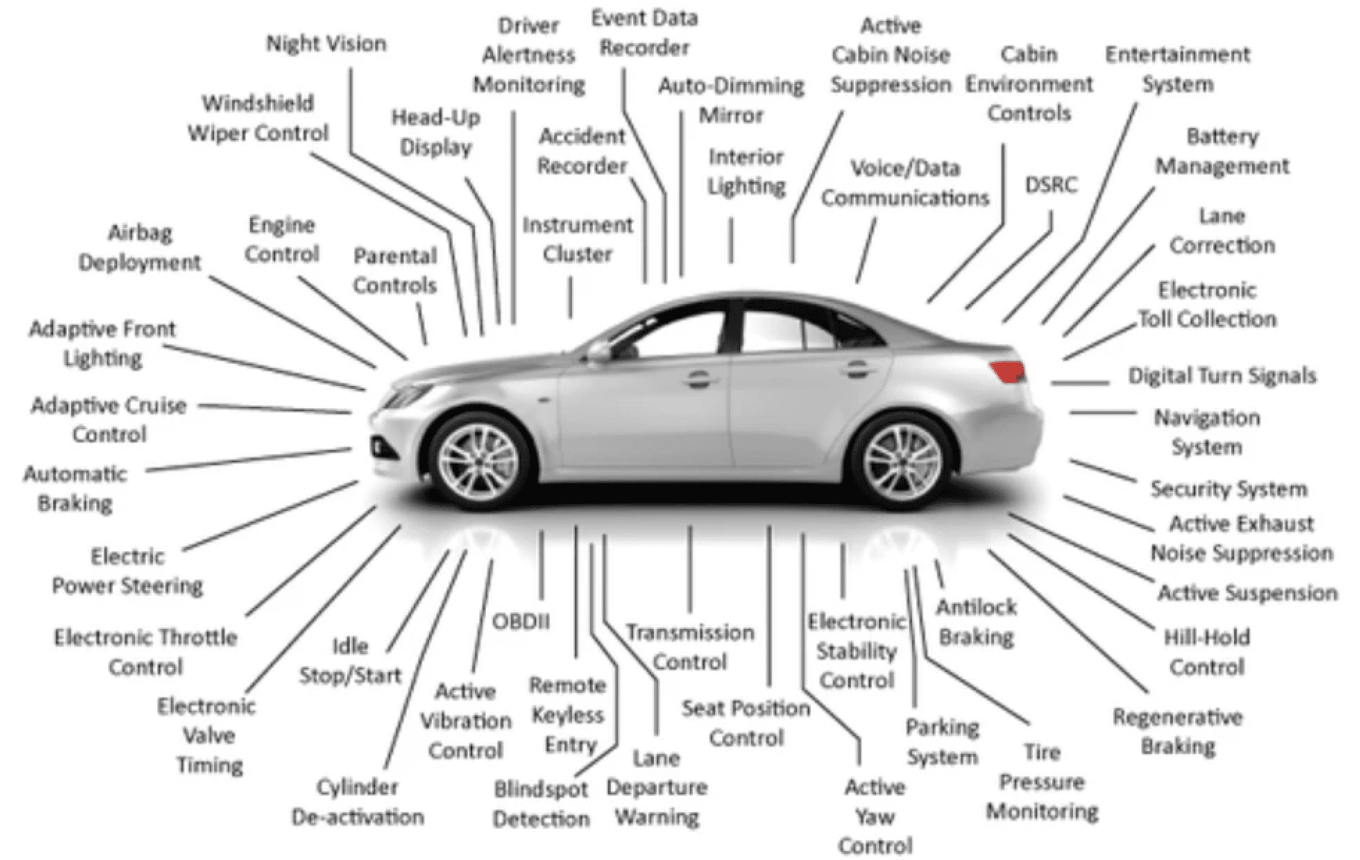 Night Vision
Driver
Alertness
Monitoring
Event Data
Recorder
Active
Cabin Noise
Suppression
Cabin
Environment
Controls
Entertainment
System
Windshield
Wiper Control
Head-Up
Display
Accident
Recorder
Auto-Dimming
Mirror
Interior
Lighting
Voice/Data
Communications
DSRC
Battery
Management
Airbag
Deployment
Engine
Control
Parental
Controls
Instrument
Cluster
Lane
Correction
Adaptive Front
Lighting
Electronic
Toll Collection
Adaptive Cruise
Control
Digital Turn Signals
Navigation
System
Automatic
Braking
Security System
Electric
Power Steering
Active Exhaust
Noise Suppression
Active Suspension
Electronic Throttle
Control
Idle
Stop/Start
OBDII
Transmission
Control
Electronic
Stability
Control
Antilock
Braking
Hill-Hold
Control
Electronic
Valve
Timing
Active
Vibration
Control
Remote
Keyless
Entry
Seat Position
Control
Parking
System
Regenerative
Braking
Cylinder
De-activation
Blindspot
Detection
Lane
Departure
Warning
Active
Yaw
Control
Tire
Pressure
Monitoring